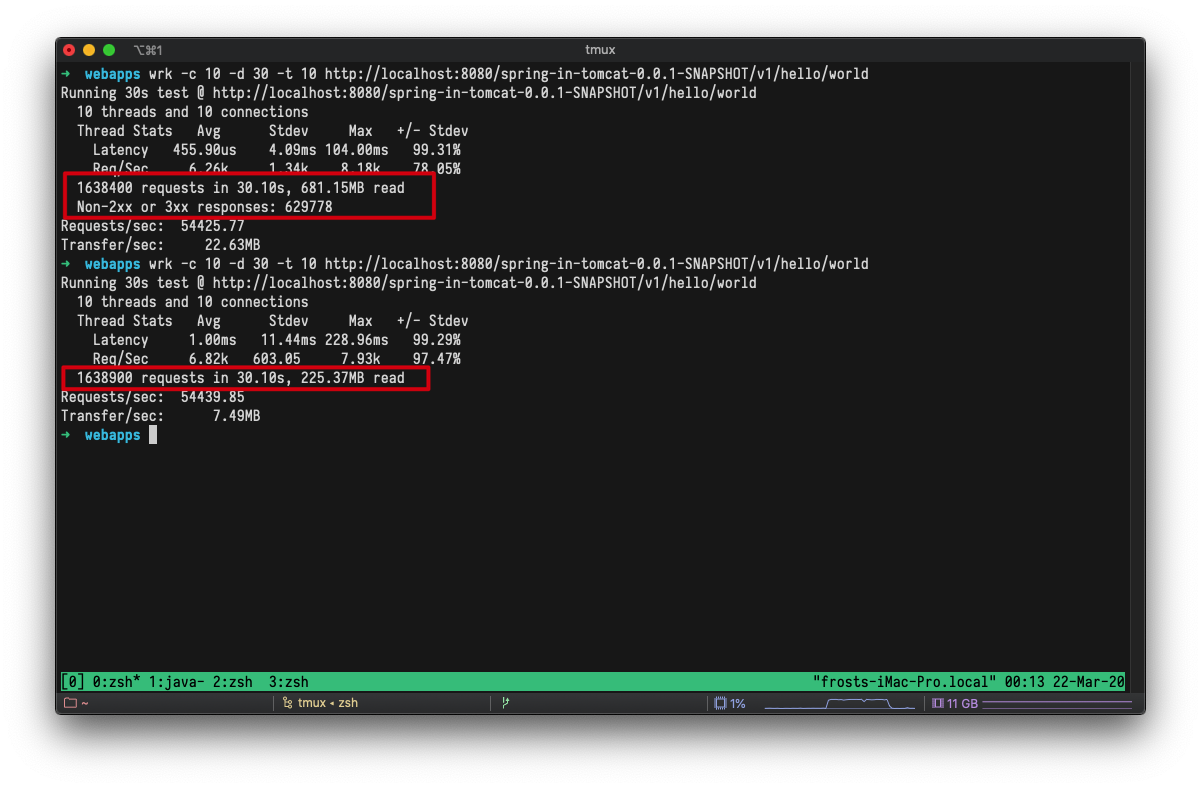 ⌥⌘1
tmux
➜ webapps wrk -c 10 -d 30 -t 10 http://localhost:8080/spring-in-tomcat-0.0.1-SNAPSHOT/v1/hello/world
Running 30s test @ http://localhost:8080/spring-in-tomcat-0.0.1-SNAPSHOT/v1/hello/world
10 threads and 10 connections
Thread Stats Avg Stdev Max +/- Stdev
Latency 455.90us 4.09ms 104.00ms 99.31%
Req/Sec 6.26k 1.34k 8.18k 78.05%
1638400 requests in 30.10s, 681.15MB read
Non-2xx or 3xx responses: 629778
Requests/sec: 54425.77
Transfer/sec: 22.63MB
➜ webapps wrk -c 10 -d 30 -t 10 http://localhost:8080/spring-in-tomcat-0.0.1-SNAPSHOT/v1/hello/world
Running 30s test @ http://localhost:8080/spring-in-tomcat-0.0.1-SNAPSHOT/v1/hello/world
10 threads and 10 connections
Thread Stats Avg Stdev Max +/- Stdev
Latency 1.00ms 11.44ms 228.96ms 99.29%
Req/Sec 6.82k 603.05 7.93k 97.47%
1638900 requests in 30.10s, 225.37MB read
Requests/sec: 54439.85
Transfer/sec: 7.49MB
➜ webapps
[0] 0:zsh* 1:java- 2:zsh 3:zsh "frosts-iMac-Pro.local" 00:13 22-Mar-20
~ tmux ◂ zsh 1% 11 GB